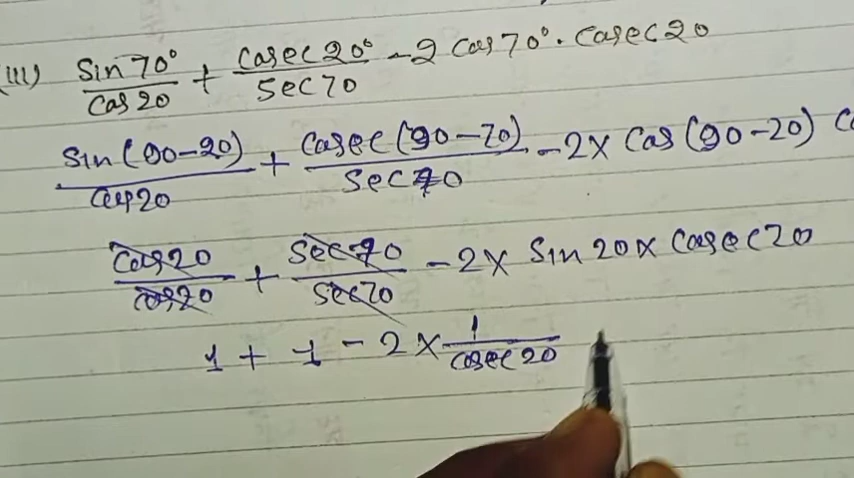 (III) Sin 70° / Cos 20 + Cosec 20° / Sec 70 - 2 Cos 70° . Cosec 20
Sin (90-20) / Cos 20 + Cosec (90-70) / Sec 70 - 2 × Cos (90-20)
Cos 20 / Cos 20 + Sec 70 / Sec 70 - 2 × Sin 20 × Cosec 20
1 + 1 - 2 × 1 / Cosec 20